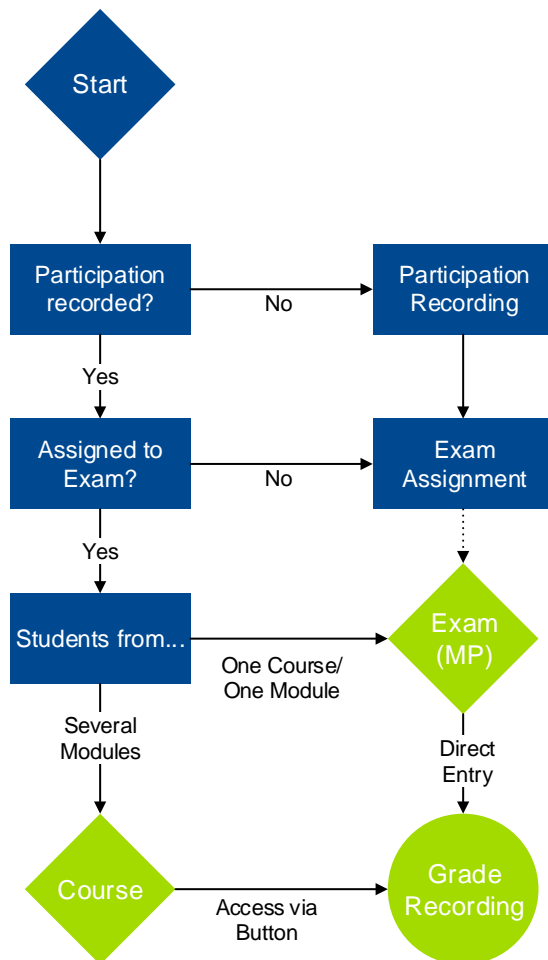 Start
Participation
recorded?
No
Participation
Recording
Yes
Assigned to
Exam?
No
Exam
Assignment
Yes
Students from...
One Course/
One Module
Exam
(MP)
Several
Modules
Direct
Entry
Course
Access via
Button
Grade
Recording